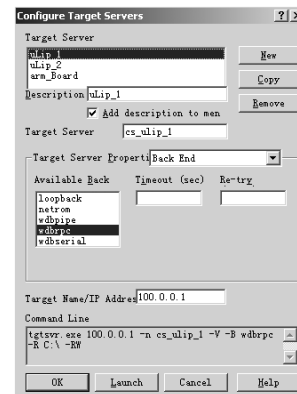 Configure Target Servers
Target Server
uLip_1
uLip_2
arm_Board
New
Copy
Remove
Description uLip_1
Add description to men
Target Server cs_ulip_1
Target Server Properti Back End
Available Back Timeout (sec) Re-try
loopback
netrom
wdbpipe
wdbrpc
wdbserial
Target Name/IP Addres 100.0.0.1
Command Line
tgtsvr.exe 100.0.0.1 -n cs_ulip_1 -V -B wdbrpc
-R C:\ -RW
OK Launch Cancel Help